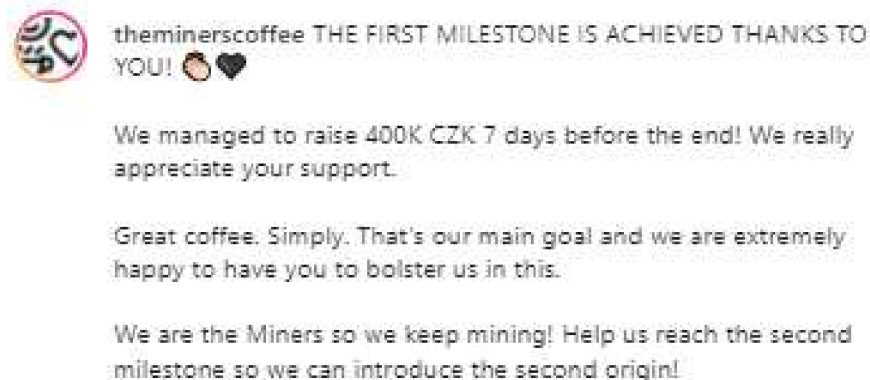 theminerscoffee THE FIRST MILESTONE IS ACHIEVED THANKS TO
YOU! 👏🏻🖤
We managed to raise 400K CZK 7 days before the end! We really
appreciate your support.
Great coffee. Simply. That's our main goal and we are extremely
happy to have you to bolster us in this.
We are the Miners so we keep mining! Help us reach the second
milestone so we can introduce the second origin!